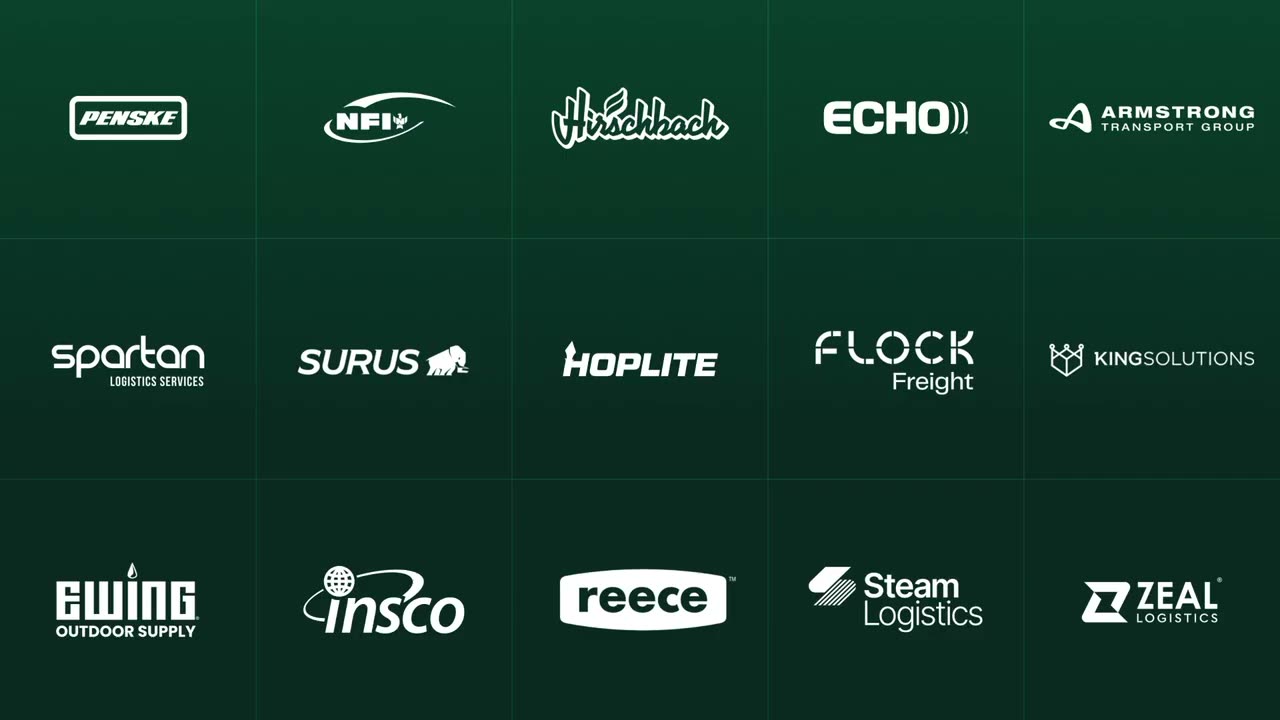 PENSKE
NFI
Hirschbach
ECHO
ARMSTRONG
TRANSPORT GROUP
spartan
LOGISTICS SERVICES
SURUS
HOPLITE
FLOCK
Freight
KINGSOLUTIONS
EWING®
OUTDOOR SUPPLY
insco
reece™
Steam
Logistics
ZEAL®
LOGISTICS